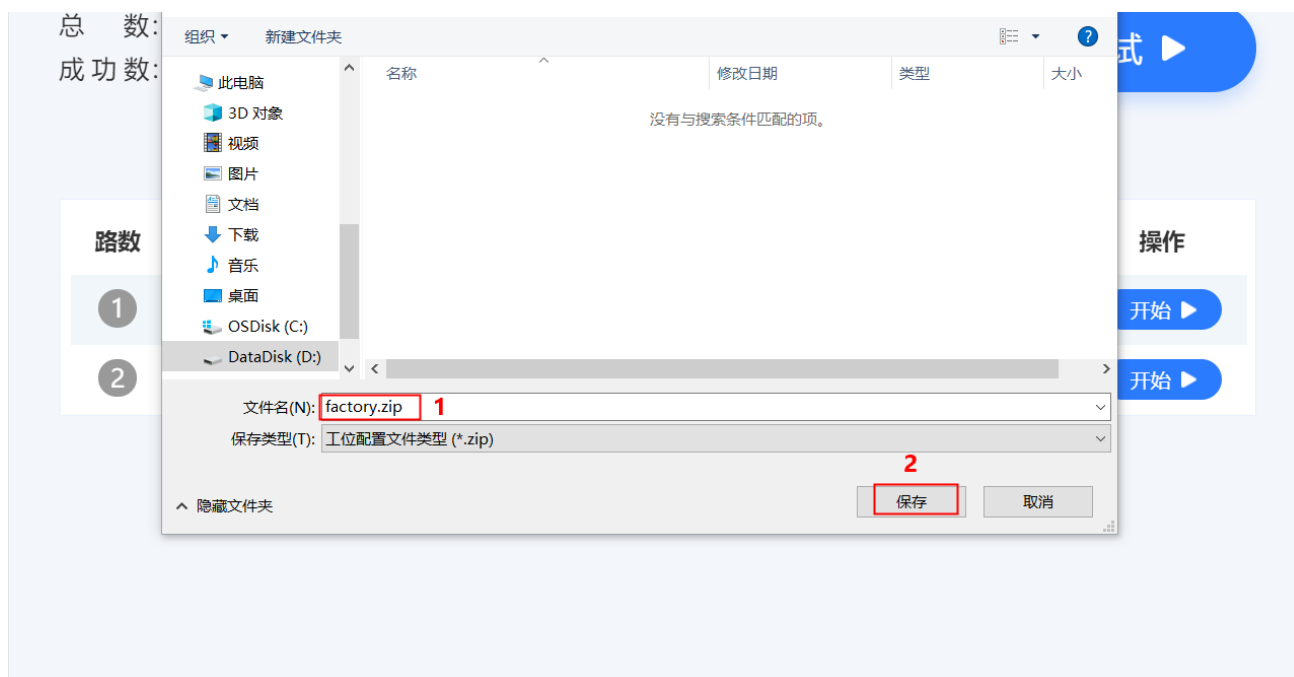 总 数:
成功数:
式
组织
新建文件夹
?
此电脑
3D 对象
视频
图片
文档
下载
音乐
桌面
OSDisk (C:)
DataDisk (D:)
名称
修改日期
类型
大小
没有与搜索条件匹配的项。
路数
操作
1
开始
2
开始
文件名(N): factory.zip 1
保存类型(T): 工位配置文件类型 (*.zip)
2
隐藏文件夹
保存
取消